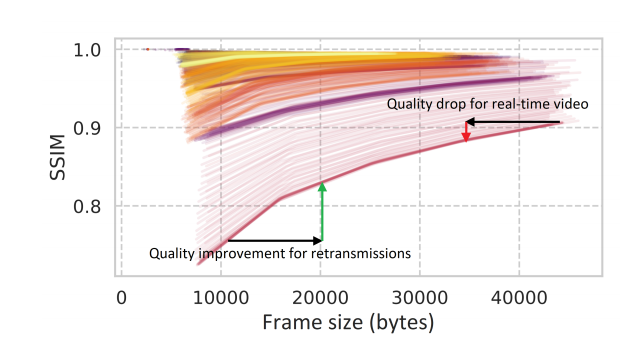 1.0
Quality drop for real-time video
0.9
SSIM
0.8
Quality improvement for retransmissions
0 10000 20000 30000 40000
Frame size (bytes)